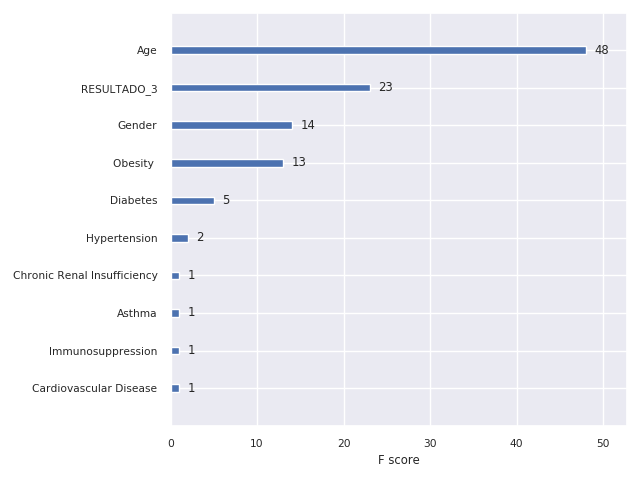 Age 48
RESULTADO_3 23
Gender 14
Obesity 13
Diabetes 5
Hypertension 2
Chronic Renal Insufficiency 1
Asthma 1
Immunosuppression 1
Cardiovascular Disease 1
0 10 20 30 40 50
F score